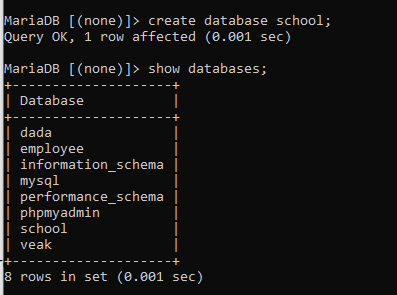 MariaDB [(none)]> create database school;
Query OK, 1 row affected (0.001 sec)
MariaDB [(none)]> show databases;
+--------------------+
| Database           |
+--------------------+
| dada               |
| employee           |
| information_schema |
| mysql              |
| performance_schema |
| phpmyadmin         |
| school             |
| veak               |
+--------------------+
8 rows in set (0.001 sec)